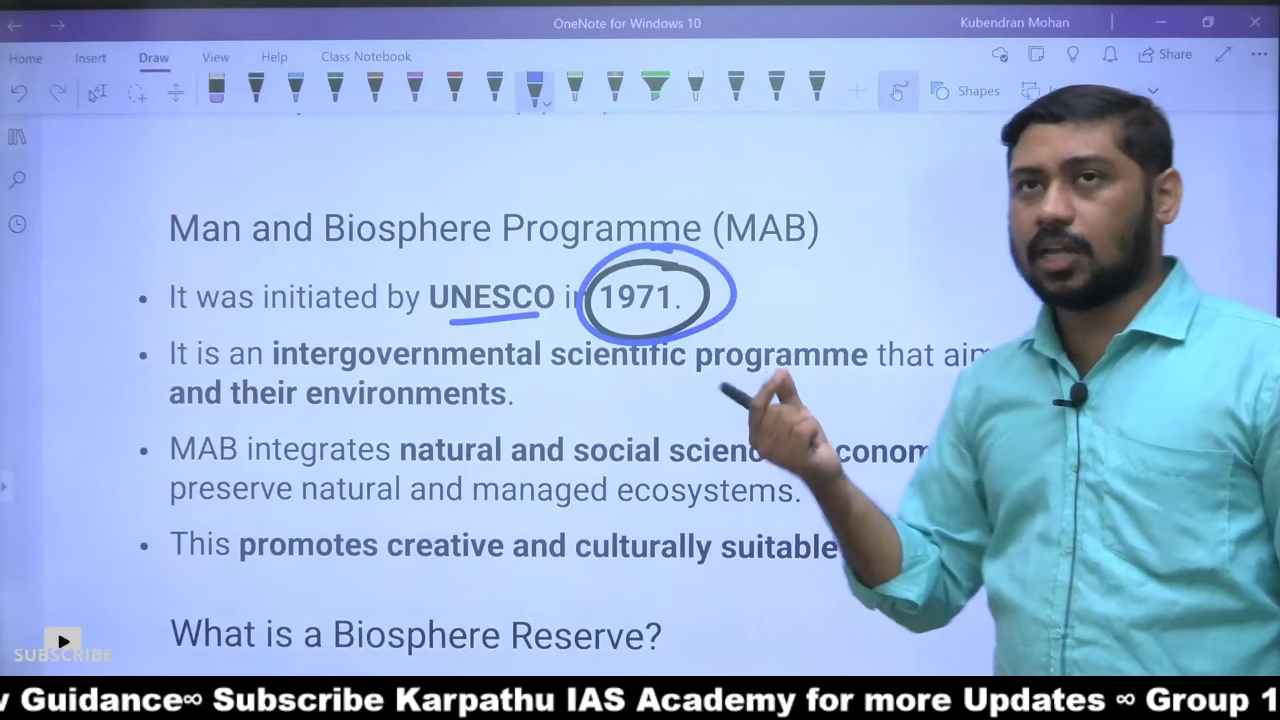 OneNote for Windows 10
Kubendran Mohan
Home Insert Draw View Help Class Notebook
Share
Shapes
Man and Biosphere Programme (MAB)
• It was initiated by UNESCO in 1971.
• It is an intergovernmental scientific programme that
and their environments.
• MAB integrates natural and social
preserve natural and managed ecosystems.
• This promotes creative and culturally suitable
What is a Biosphere Reserve?
SUBSCRIBE
Guidance∞ Subscribe Karpathu IAS Academy for more Updates ∞ Group 1